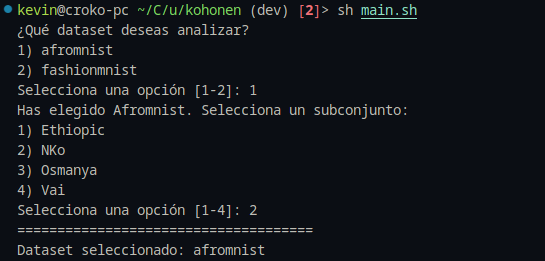 kevin@croko-pc ~/C/u/kohonen (dev) [2]> sh main.sh
¿Qué dataset deseas analizar?
1) afromnist
2) fashionmnist
Selecciona una opción [1-2]: 1
Has elegido Afromnist. Selecciona un subconjunto:
1) Ethiopic
2) NKo
3) Osmanya
4) Vai
Selecciona una opción [1-4]: 2
=====================================
Dataset seleccionado: afromnist